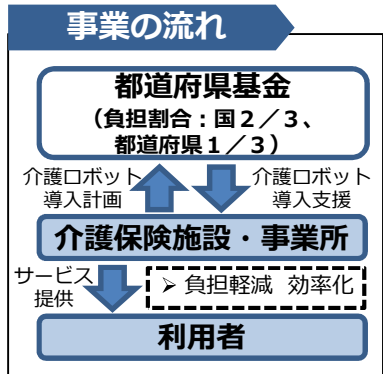 事業の流れ
都道府県基金
（負担割合：国２／３、
都道府県１／３）
介護ロボット
導入計画
介護ロボット
導入支援
介護保険施設・事業所
サービス
提供
➢ 負担軽減 効率化
利用者